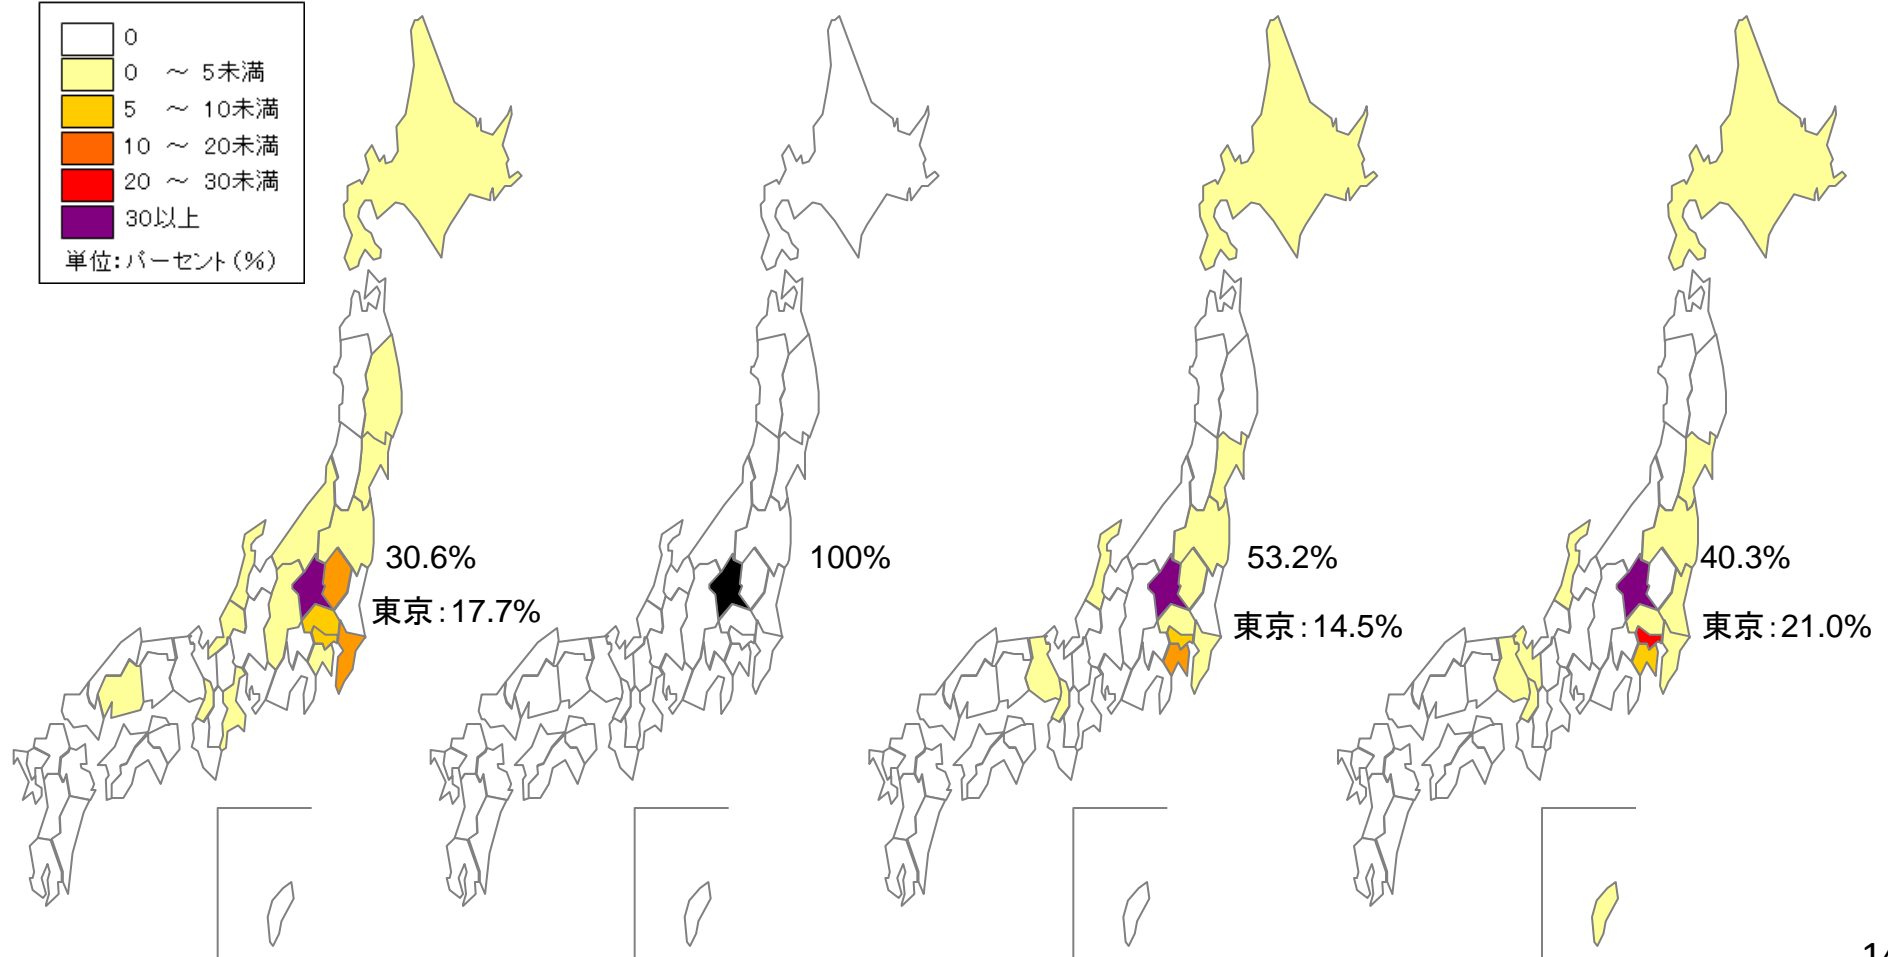 0
0 ～ 5未満
5 ～ 10未満
10 ～ 20未満
20 ～ 30未満
30以上
単位:パーセント(%)
30.6%
東京:17.7%
100%
53.2%
東京:14.5%
40.3%
東京:21.0%